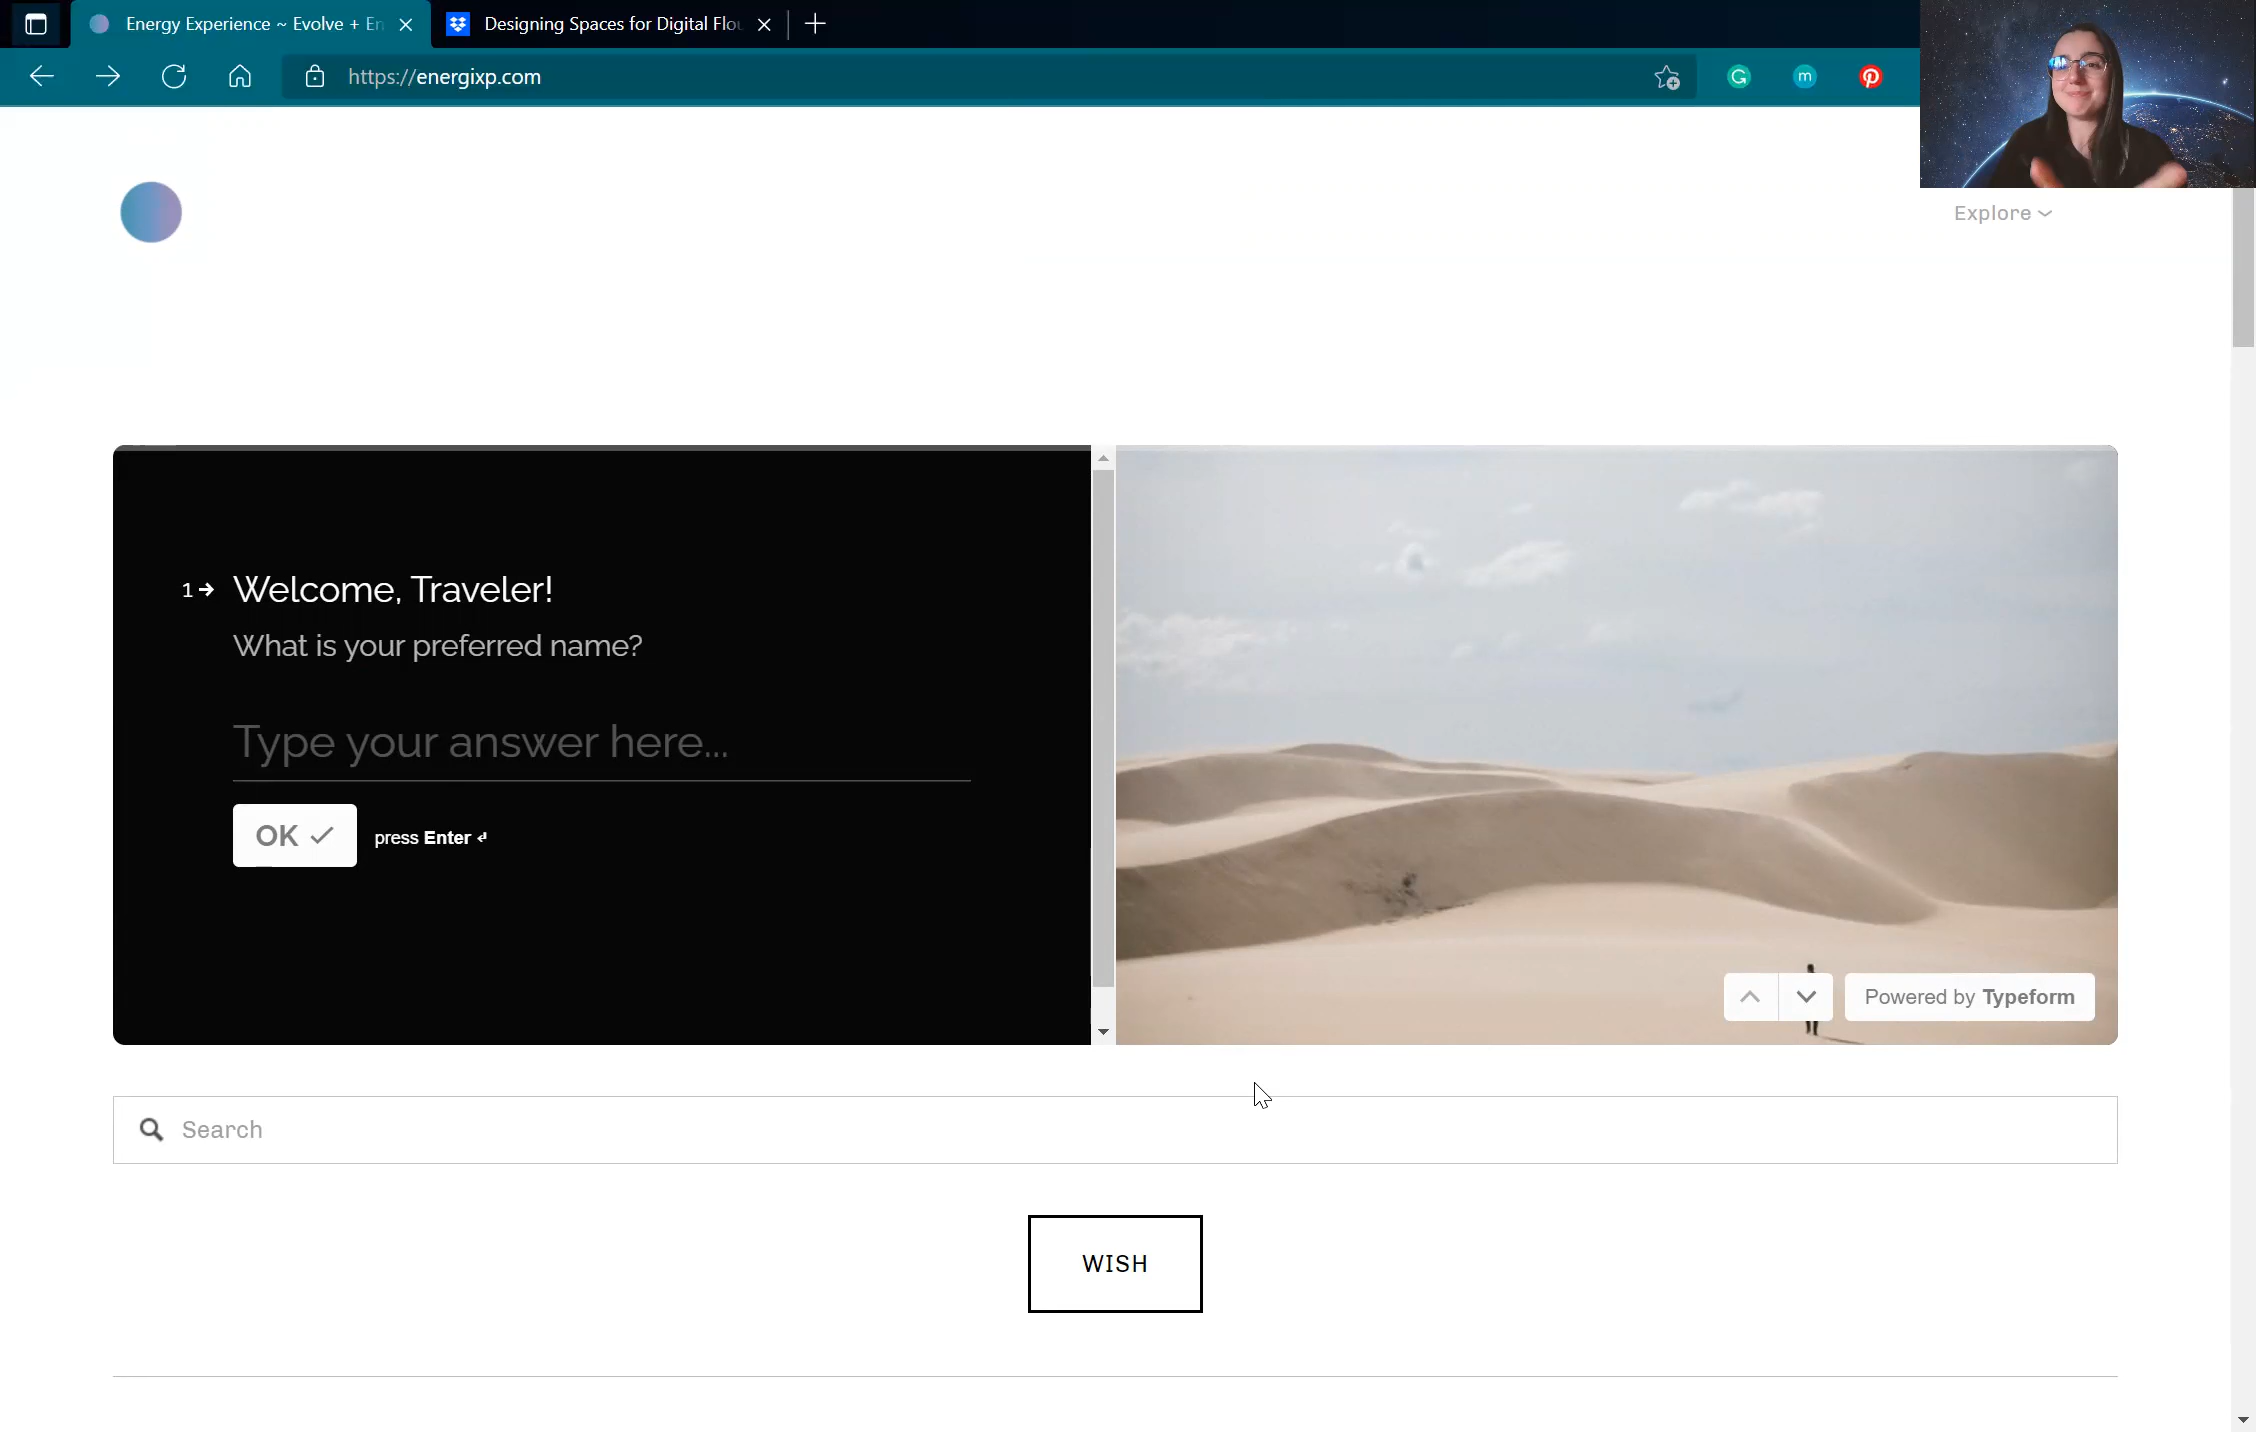 Energy Experience ~ Evolve + En
Designing Spaces for Digital Flou
https://energixp.com
Explore
1 Welcome, Traveler!
What is your preferred name?
Type your answer here...
OK
press Enter
Powered by Typeform
Search
WISH